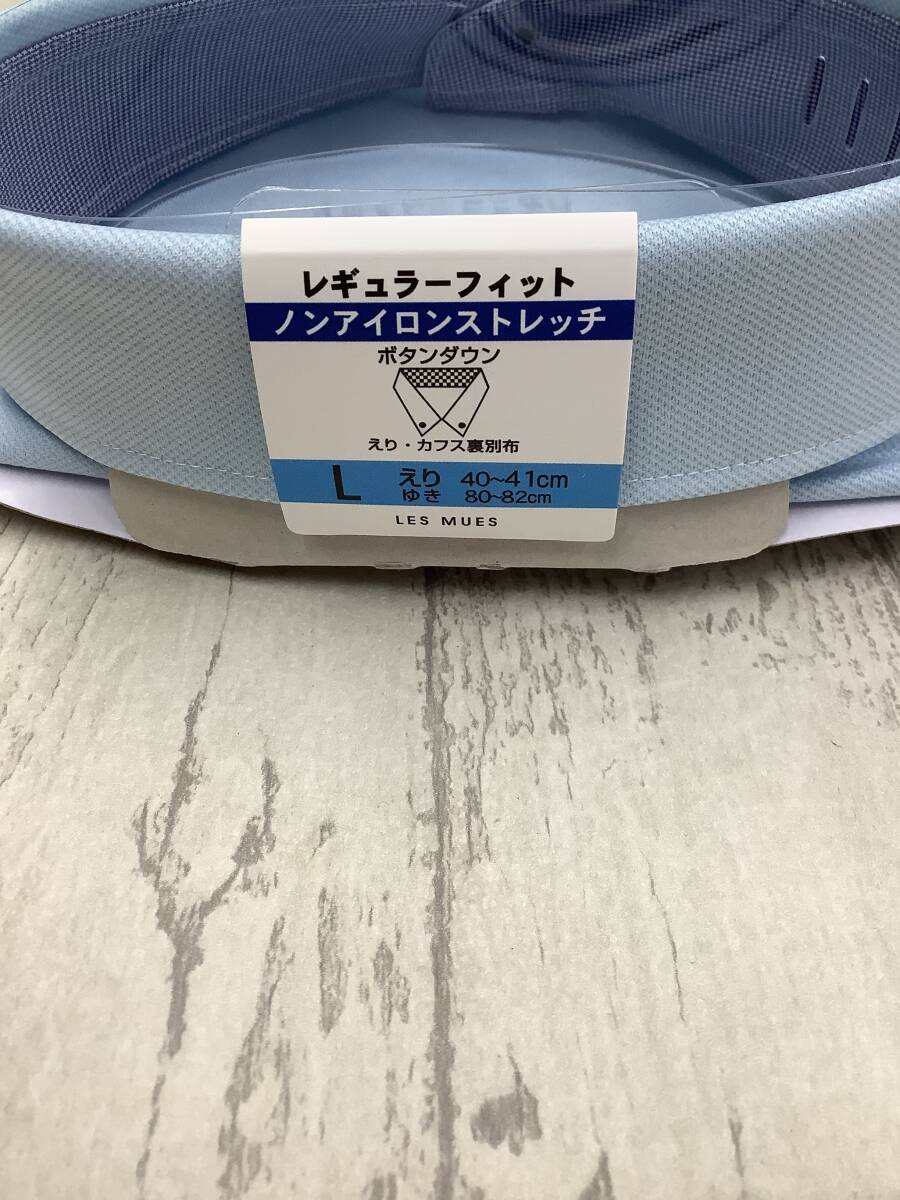 レギュラーフィット
ノンアイロンストレッチ
ボタンダウン
えり・カフス裏別布
L えり 40~41cm
ゆき 80~82cm
LES MUES